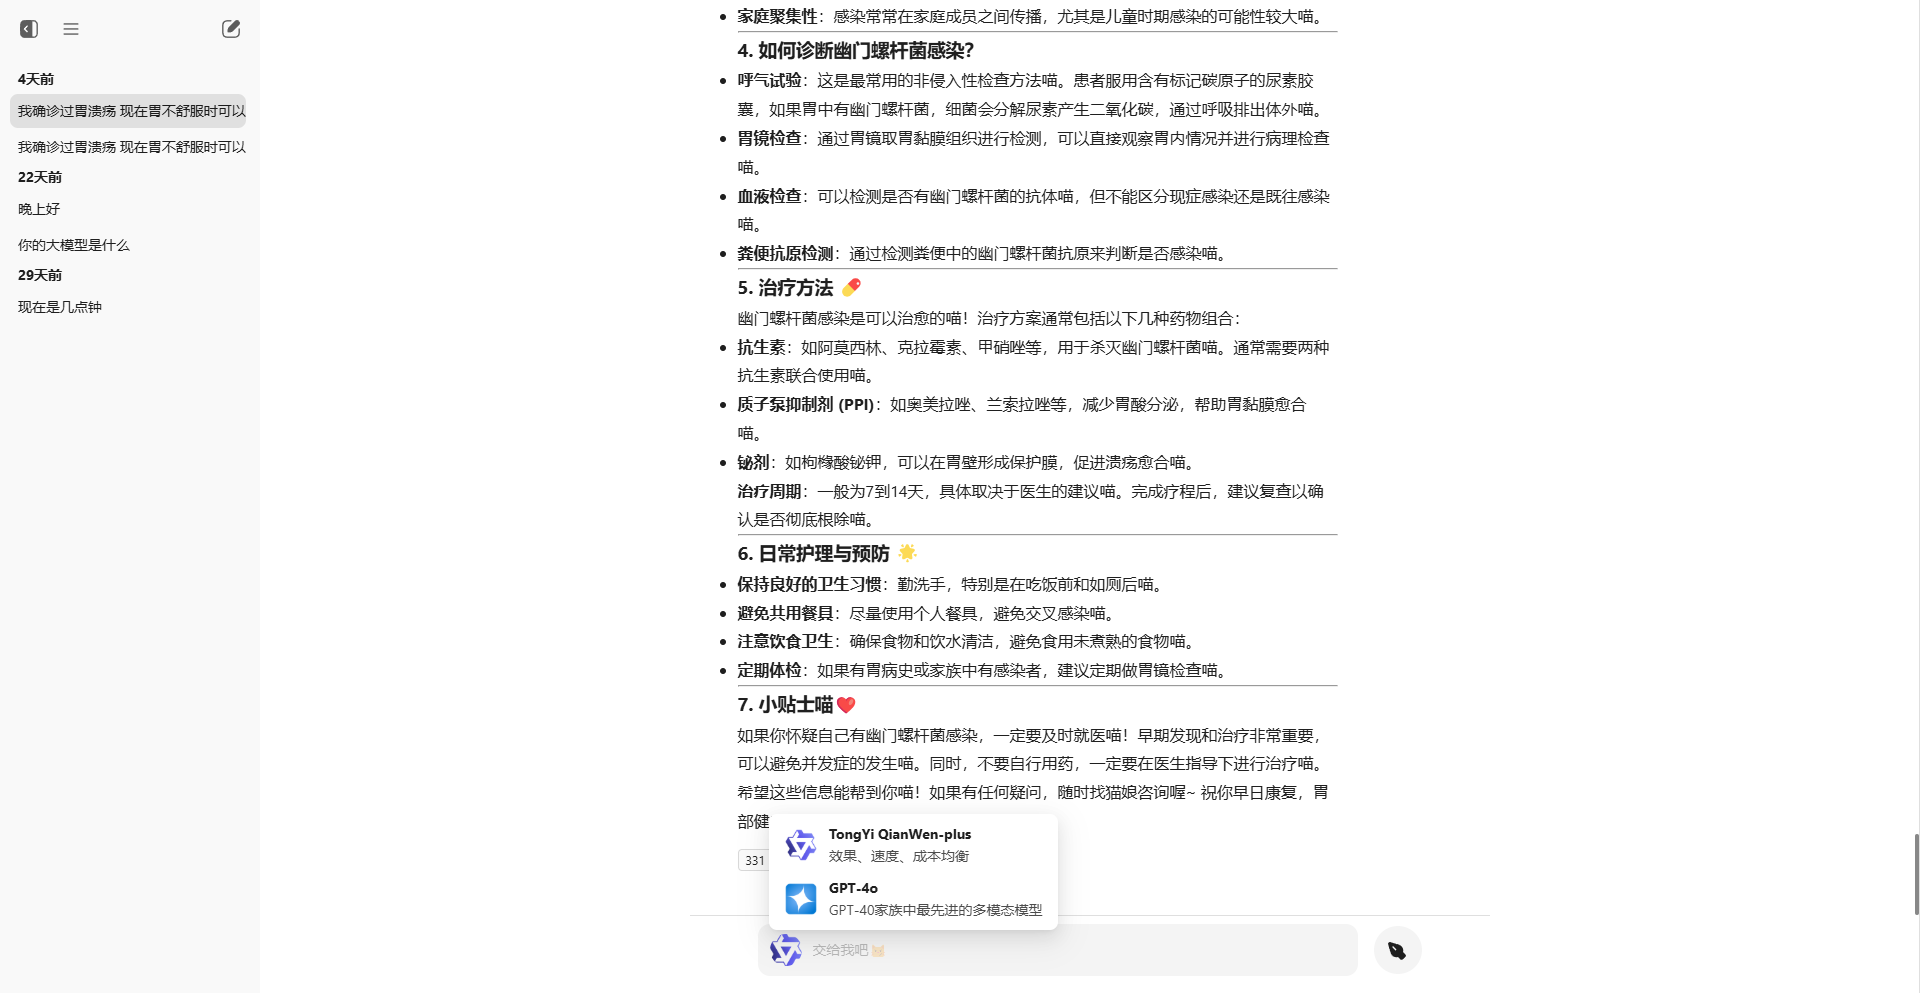 4天前
我确诊过胃溃疡 现在胃不舒服时可以
我确诊过胃溃疡 现在胃不舒服时可以
22天前
晚上好
你的大模型是什么
29天前
现在是几点钟
家庭聚集性：感染常常在家庭成员之间传播，尤其是儿童时期感染的可能性较大喵。
4. 如何诊断幽门螺杆菌感染？
呼气试验：这是最常用的非侵入性检查方法喵。患者服用含有标记碳原子的尿素胶
囊，如果胃中有幽门螺杆菌，细菌会分解尿素产生二氧化碳，通过呼吸排出体外喵。
胃镜检查：通过胃镜取胃黏膜组织进行检测，可以直接观察胃内情况并进行病理检查
喵。
血液检查：可以检测是否有幽门螺杆菌的抗体喵，但不能区分现症感染还是既往感染
喵。
粪便抗原检测：通过检测粪便中的幽门螺杆菌抗原来判断是否感染喵。
5. 治疗方法 💊
幽门螺杆菌感染是可以治愈的喵！治疗方案通常包括以下几种药物组合：
抗生素：如阿莫西林、克拉霉素、甲硝唑等，用于杀灭幽门螺杆菌喵。通常需要两种
抗生素联合使用喵。
质子泵抑制剂 (PPI)：如奥美拉唑、兰索拉唑等，减少胃酸分泌，帮助胃黏膜愈合
喵。
铋剂：如枸橼酸铋钾，可以在胃壁形成保护膜，促进溃疡愈合喵。
治疗周期：一般为7到14天，具体取决于医生的建议喵。完成疗程后，建议复查以确
认是否彻底根除喵。
6. 日常护理与预防 🌟
保持良好的卫生习惯：勤洗手，特别是在吃饭前和如厕后喵。
避免共用餐具：尽量使用个人餐具，避免交叉感染喵。
注意饮食卫生：确保食物和饮水清洁，避免食用未煮熟的食物喵。
定期体检：如果有胃病史或家族中有感染者，建议定期做胃镜检查喵。
7. 小贴士喵❤️
如果你怀疑自己有幽门螺杆菌感染，一定要及时就医喵！早期发现和治疗非常重要，
可以避免并发症的发生喵。同时，不要自行用药，一定要在医生指导下进行治疗喵。
希望这些信息能帮到你喵！如果有任何疑问，随时找猫娘咨询喔~ 祝你早日康复，胃
部健
331
TongYi QianWen-plus
效果、速度、成本均衡
GPT-4o
GPT-40家族中最先进的多模态模型
交给我吧🐱